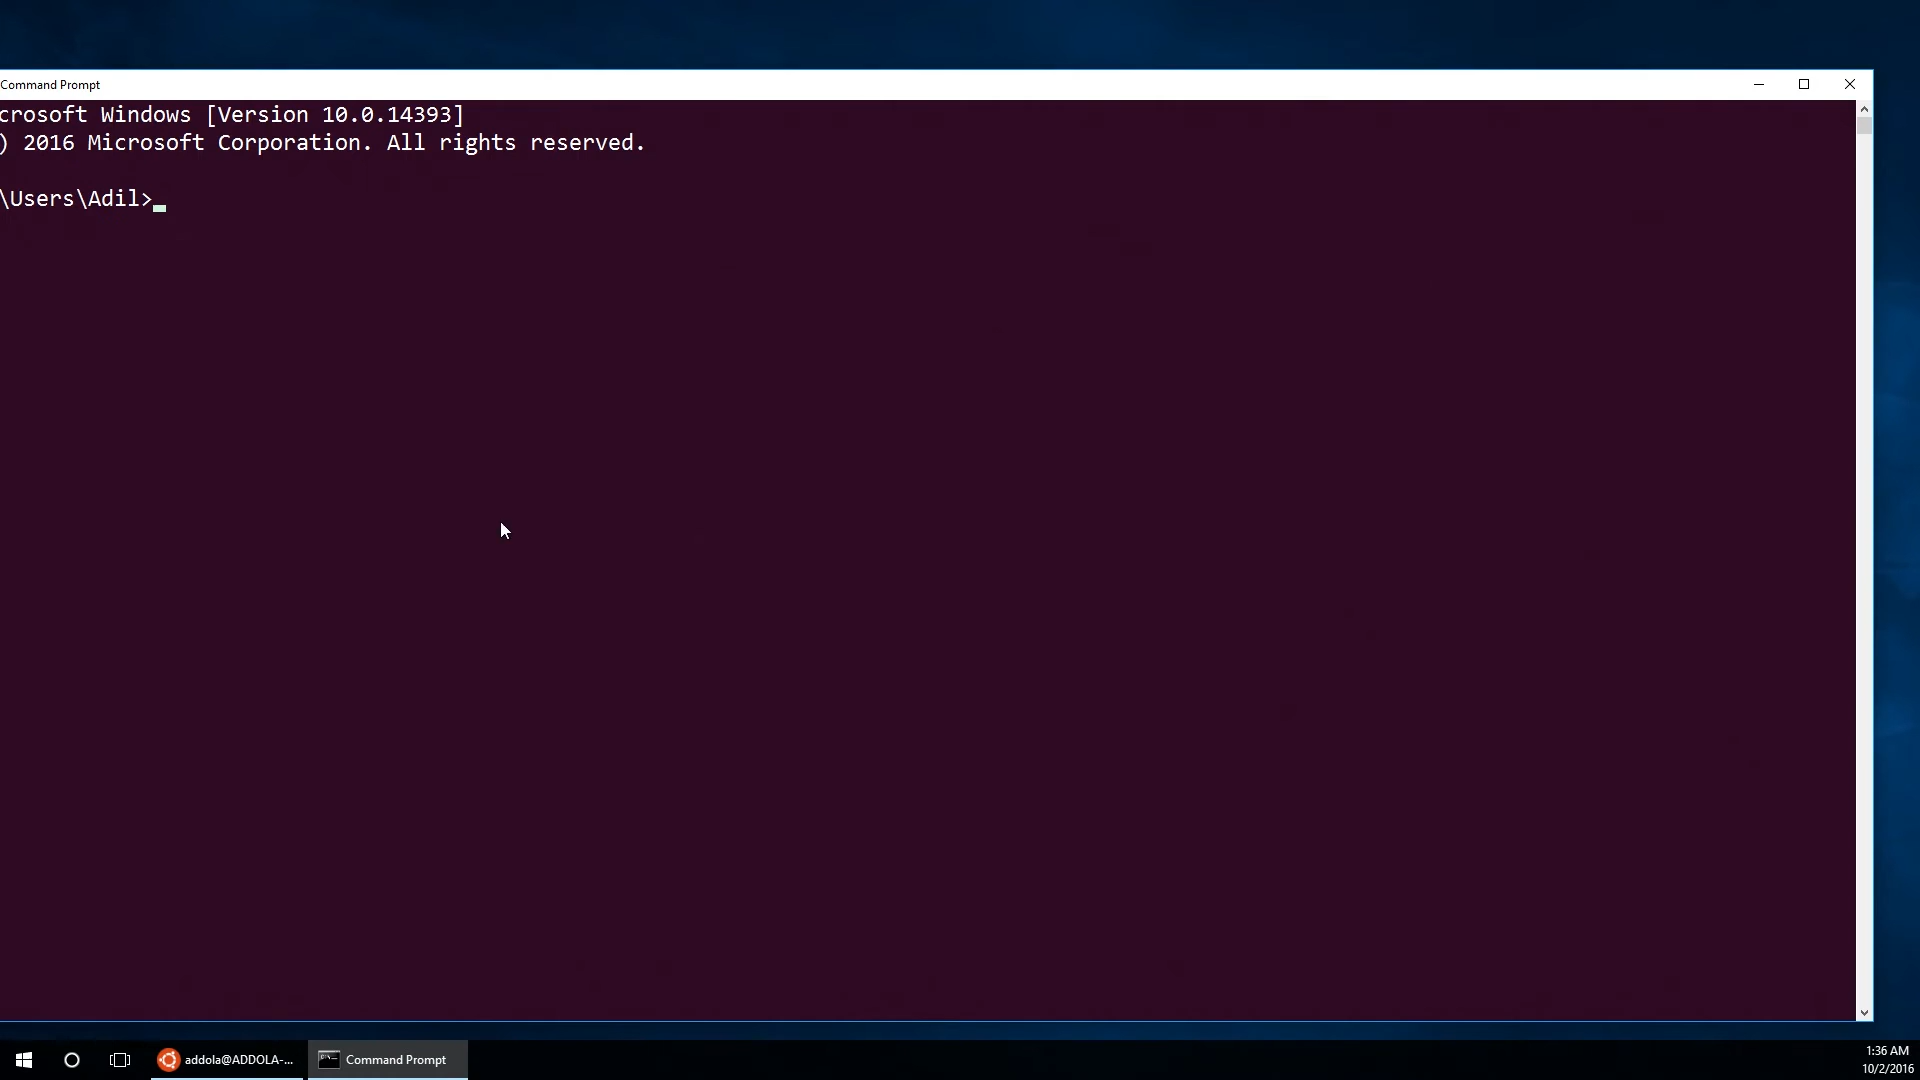 Command Prompt
crosoft Windows [Version 10.0.14393]
) 2016 Microsoft Corporation. All rights reserved.
\Users\Adil>
addola@ADDOLA-...
Command Prompt
1:36 AM
10/2/2016